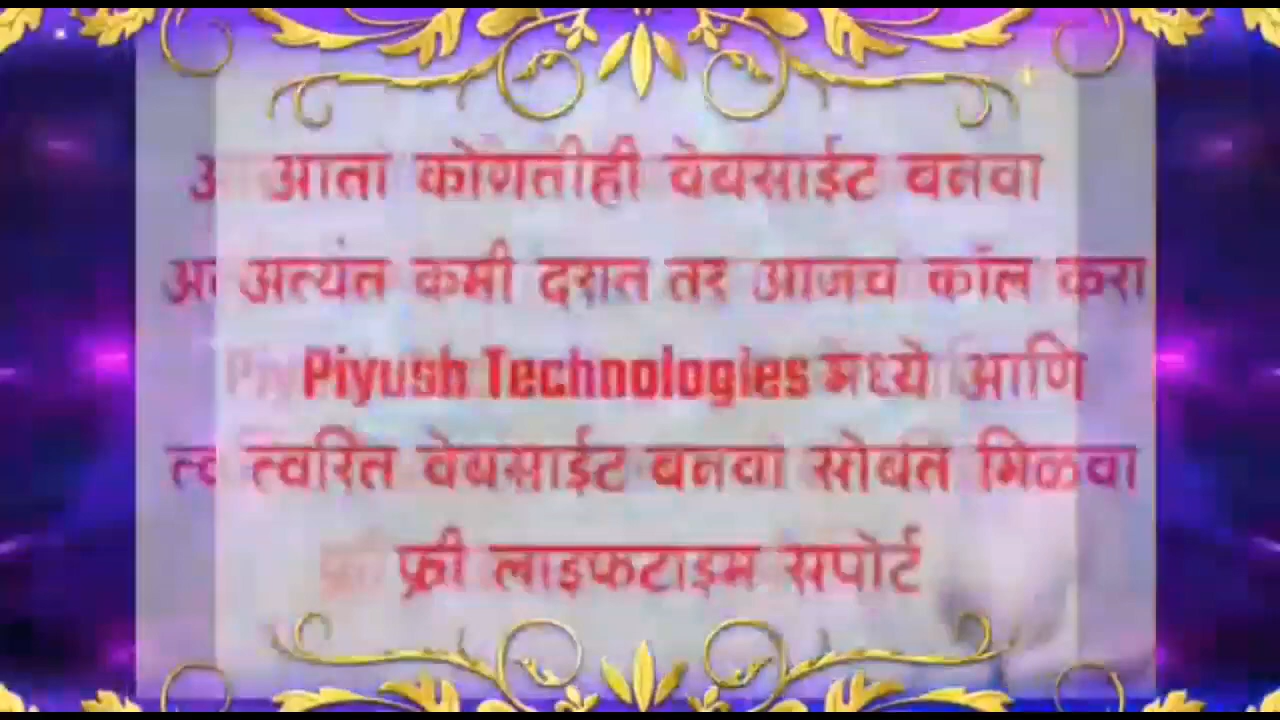 आता कोणतीही वेबसाईट बनवा
अत्यंत कमी दरात तर आजच कॉल करा
Piyush Technologies मध्ये आणि
त्वरित वेबसाईट बनवा सोबत मिळवा
फ्री लाइफटाइम सपोर्ट